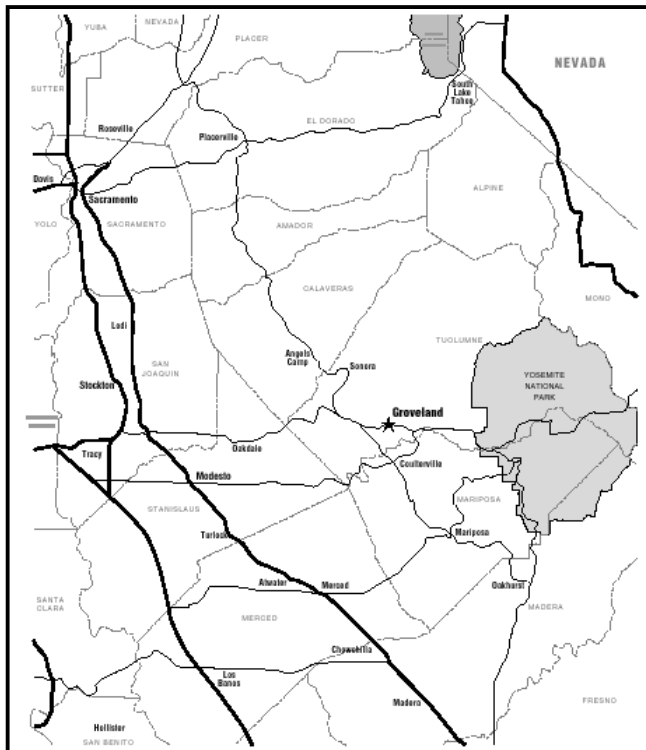 NEVADA
YUBA
PLACER
NEVADA
SUTTER
South
Lake
Tahoe
EL DORADO
Roseville
Placerville
Davis
ALPINE
Sacramento
YOLO
SACRAMENTO
AMADOR
CALAVERAS
MONO
Lodi
TUOLUMNE
Angels
Camp
Sonora
SAN
JOAQUIN
YOSEMITE
NATIONAL
PARK
Stockton
Groveland
Oakdale
Tracy
Coulterville
Modesto
MARIPOSA
STANISLAUS
Turlock
Mariposa
Atwater
Merced
Oakhurst
SANTA
CLARA
MADERA
MERCED
Chowchilla
Los
Banos
Madera
FRESNO
Hollister
SAN BENITO